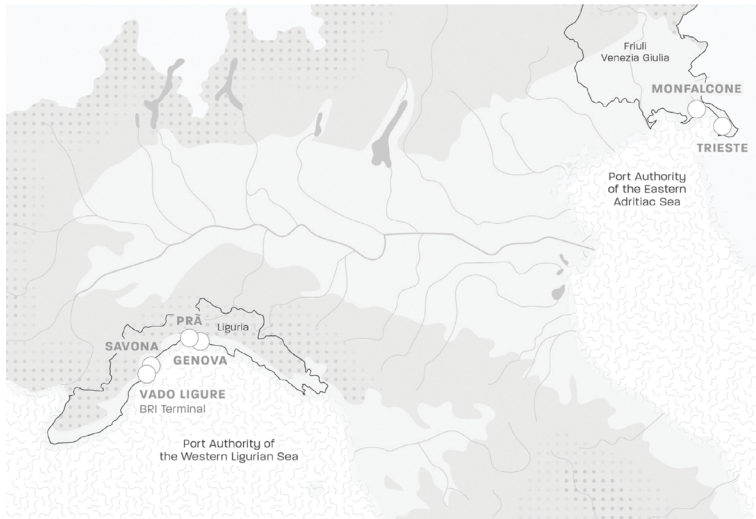 Friuli
Venezia Giulia
MONFALCONE
TRIESTE
Port Authority
of the Eastern
Adritiac Sea
PRÀ
Liguria
SAVONA
GENOVA
VADO LIGURE
BRI Terminal
Port Authority of
the Western Ligurian Sea